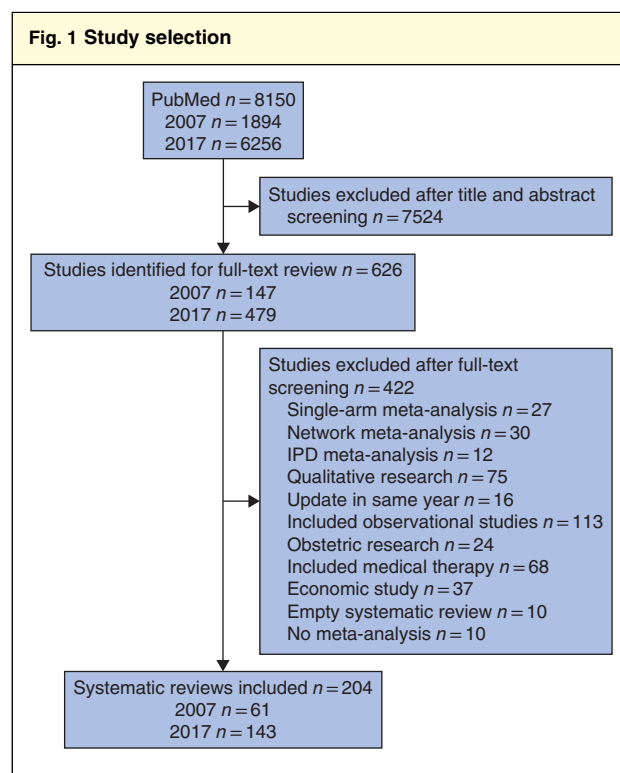 Fig. 1 Study selection
PubMed n = 8150
2007 n = 1894
2017 n = 6256
Studies excluded after title and abstract
screening n = 7524
Studies identified for full-text review n = 626
2007 n = 147
2017 n = 479
Studies excluded after full-text
screening n = 422
Single-arm meta-analysis n = 27
Network meta-analysis n = 30
IPD meta-analysis n = 12
Qualitative research n = 75
Update in same year n = 16
Included observational studies n = 113
Obstetric research n = 24
Included medical therapy n = 68
Economic study n = 37
Empty systematic review n = 10
No meta-analysis n = 10
Systematic reviews included n = 204
2007 n = 61
2017 n = 143